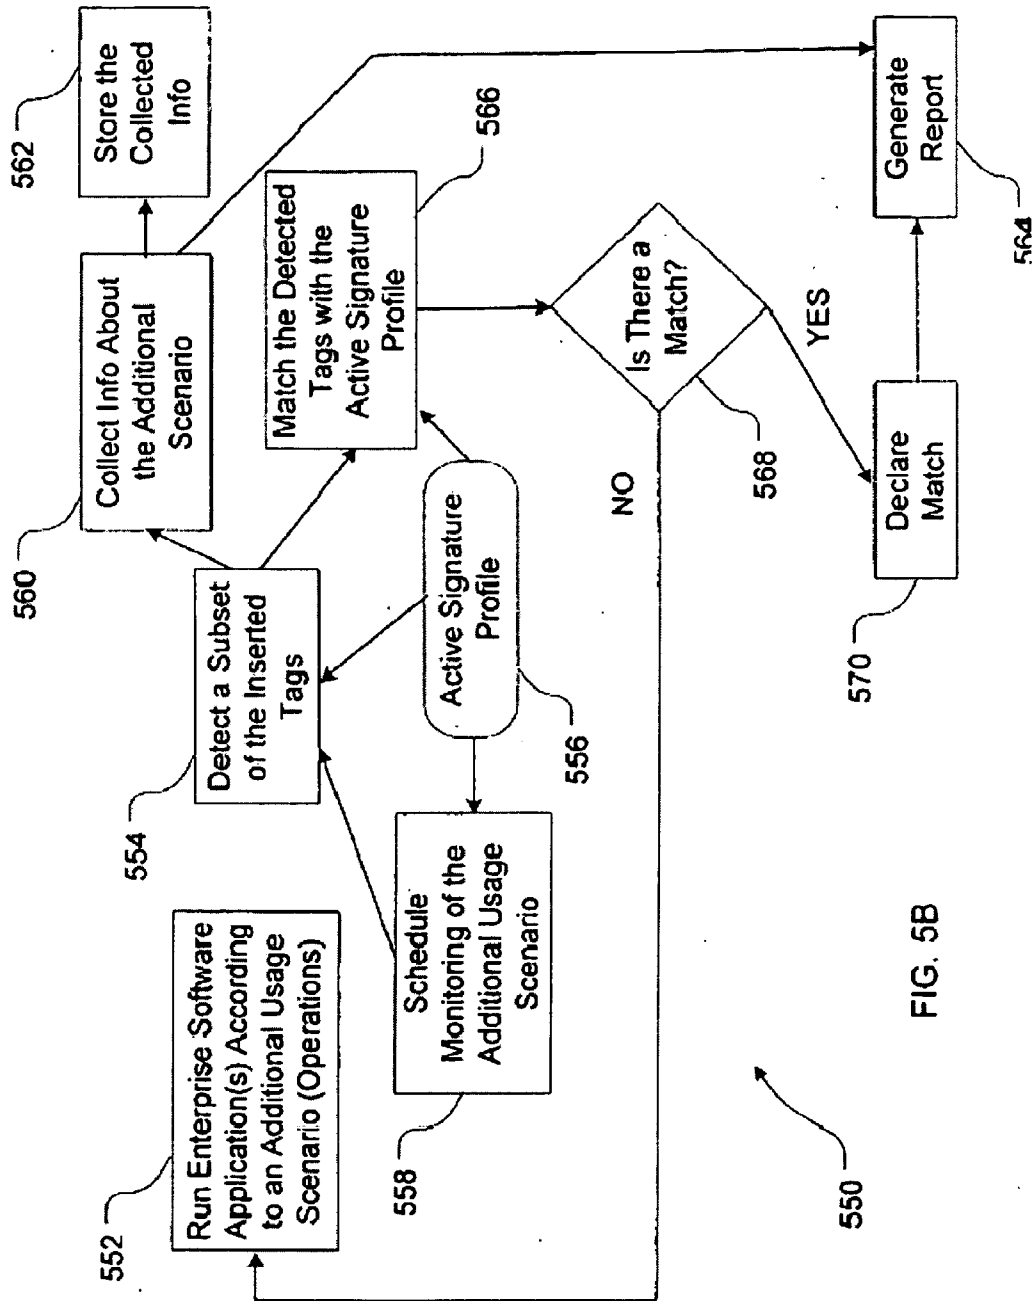 552
Run Enterprise Software
Application(s) According
to an Additional Usage
Scenario (Operations)
554
Detect a Subset
of the Inserted
Tags
560
Collect Info About
the Additional
Scenario
562
Store the
Collected
Info
558
Schedule
Monitoring of the
Additional Usage
Scenario
556
Active Signature
Profile
566
Match the Detected
Tags with the
Active Signature
Profile
568
Is There a
Match?
NO
YES
570
Declare
Match
564
Generate
Report
550
FIG. 5B